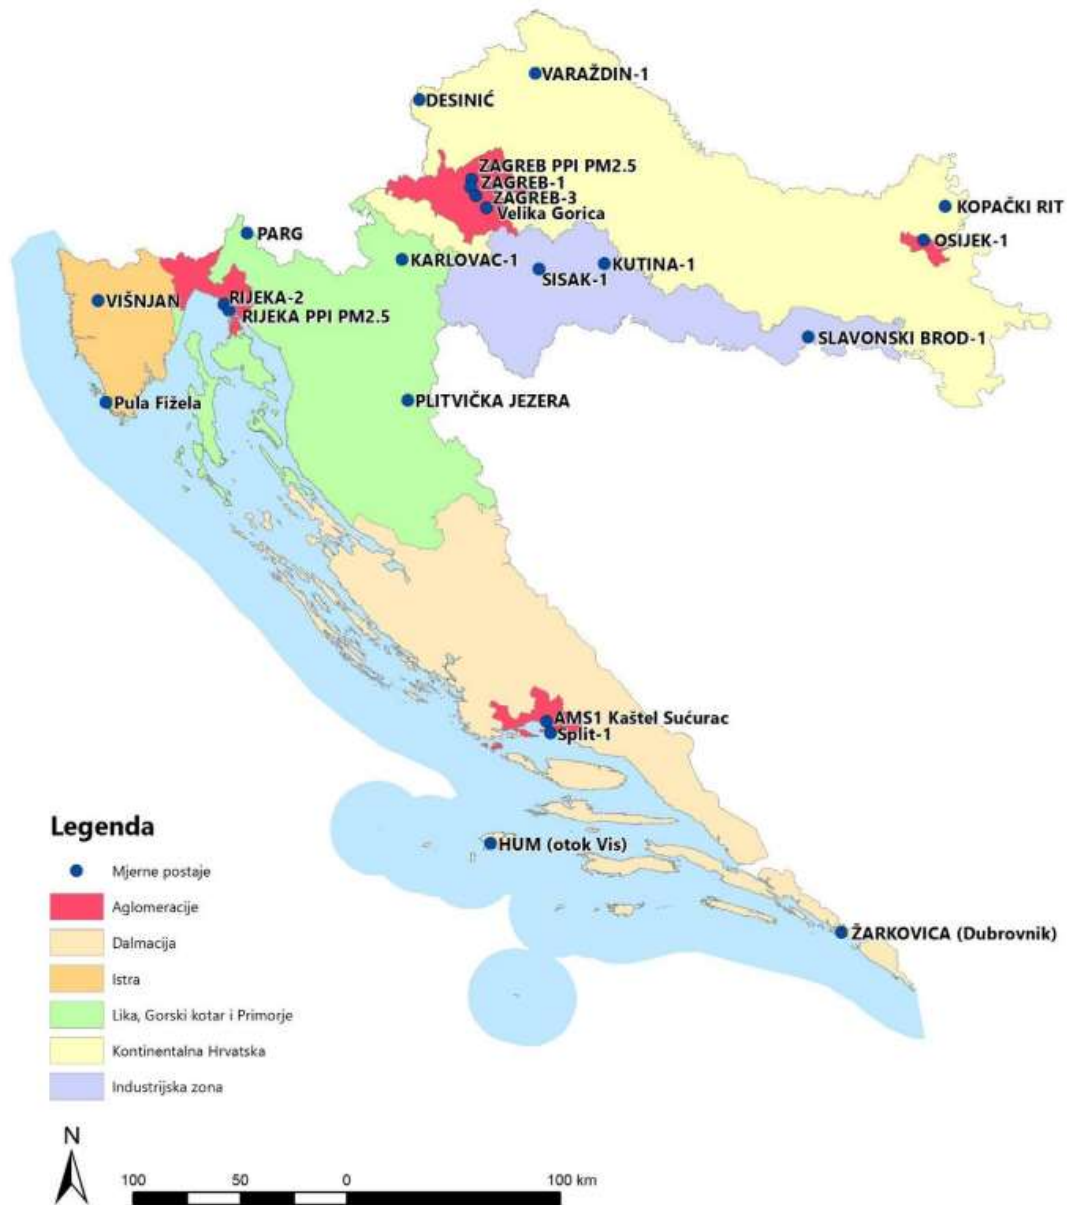 VARAŽDIN-1
DESINIĆ
ZAGREB PPI PM2.5
ZAGREB-1
ZAGREB-3
Velika Gorica
KOPAČKI RIT
OSIJEK-1
PARG
KARLOVAC-1
KUTINA-1
SISAK-1
VIŠNJAN
RIJEKA-2
RIJEKA PPI PM2.5
SLAVONSKI BROD-1
Pula Fižela
PLITVIČKA JEZERA
AMS1 Kaštel Sućurac
Split-1
HUM (otok Vis)
ŽARKOVICA (Dubrovnik)
Legenda
Mjerne postaje
Aglomeracije
Dalmacija
Istra
Lika, Gorski kotar i Primorje
Kontinentalna Hrvatska
Industrijska zona
N
100 50 0 100 km